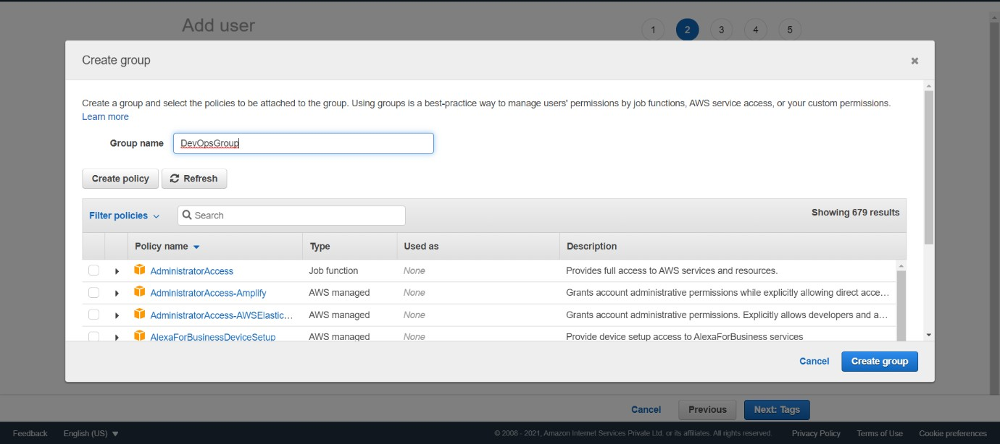 Add user
1 2 3 4 5
Create group
Create a group and select the policies to be attached to the group. Using groups is a best-practice way to manage users' permissions by job functions, AWS service access, or your custom permissions.
Learn more
Group name DevOpsGroup
Create policy Refresh
Filter policies Search Showing 679 results
Policy name Type Used as Description
AdministratorAccess Job function None Provides full access to AWS services and resources.
AdministratorAccess-Amplify AWS managed None Grants account administrative permissions while explicitly allowing direct acce…
AdministratorAccess-AWSElastic… AWS managed None Grants account administrative permissions. Explicitly allows developers and a…
AlexaForBusinessDeviceSetup AWS managed None Provide device setup access to AlexaForBusiness services
Cancel Create group
Cancel Previous Next: Tags
Feedback English (US) © 2008 - 2021, Amazon Internet Services Private Ltd. or its affiliates. All rights reserved. Privacy Policy Terms of Use Cookie preferences